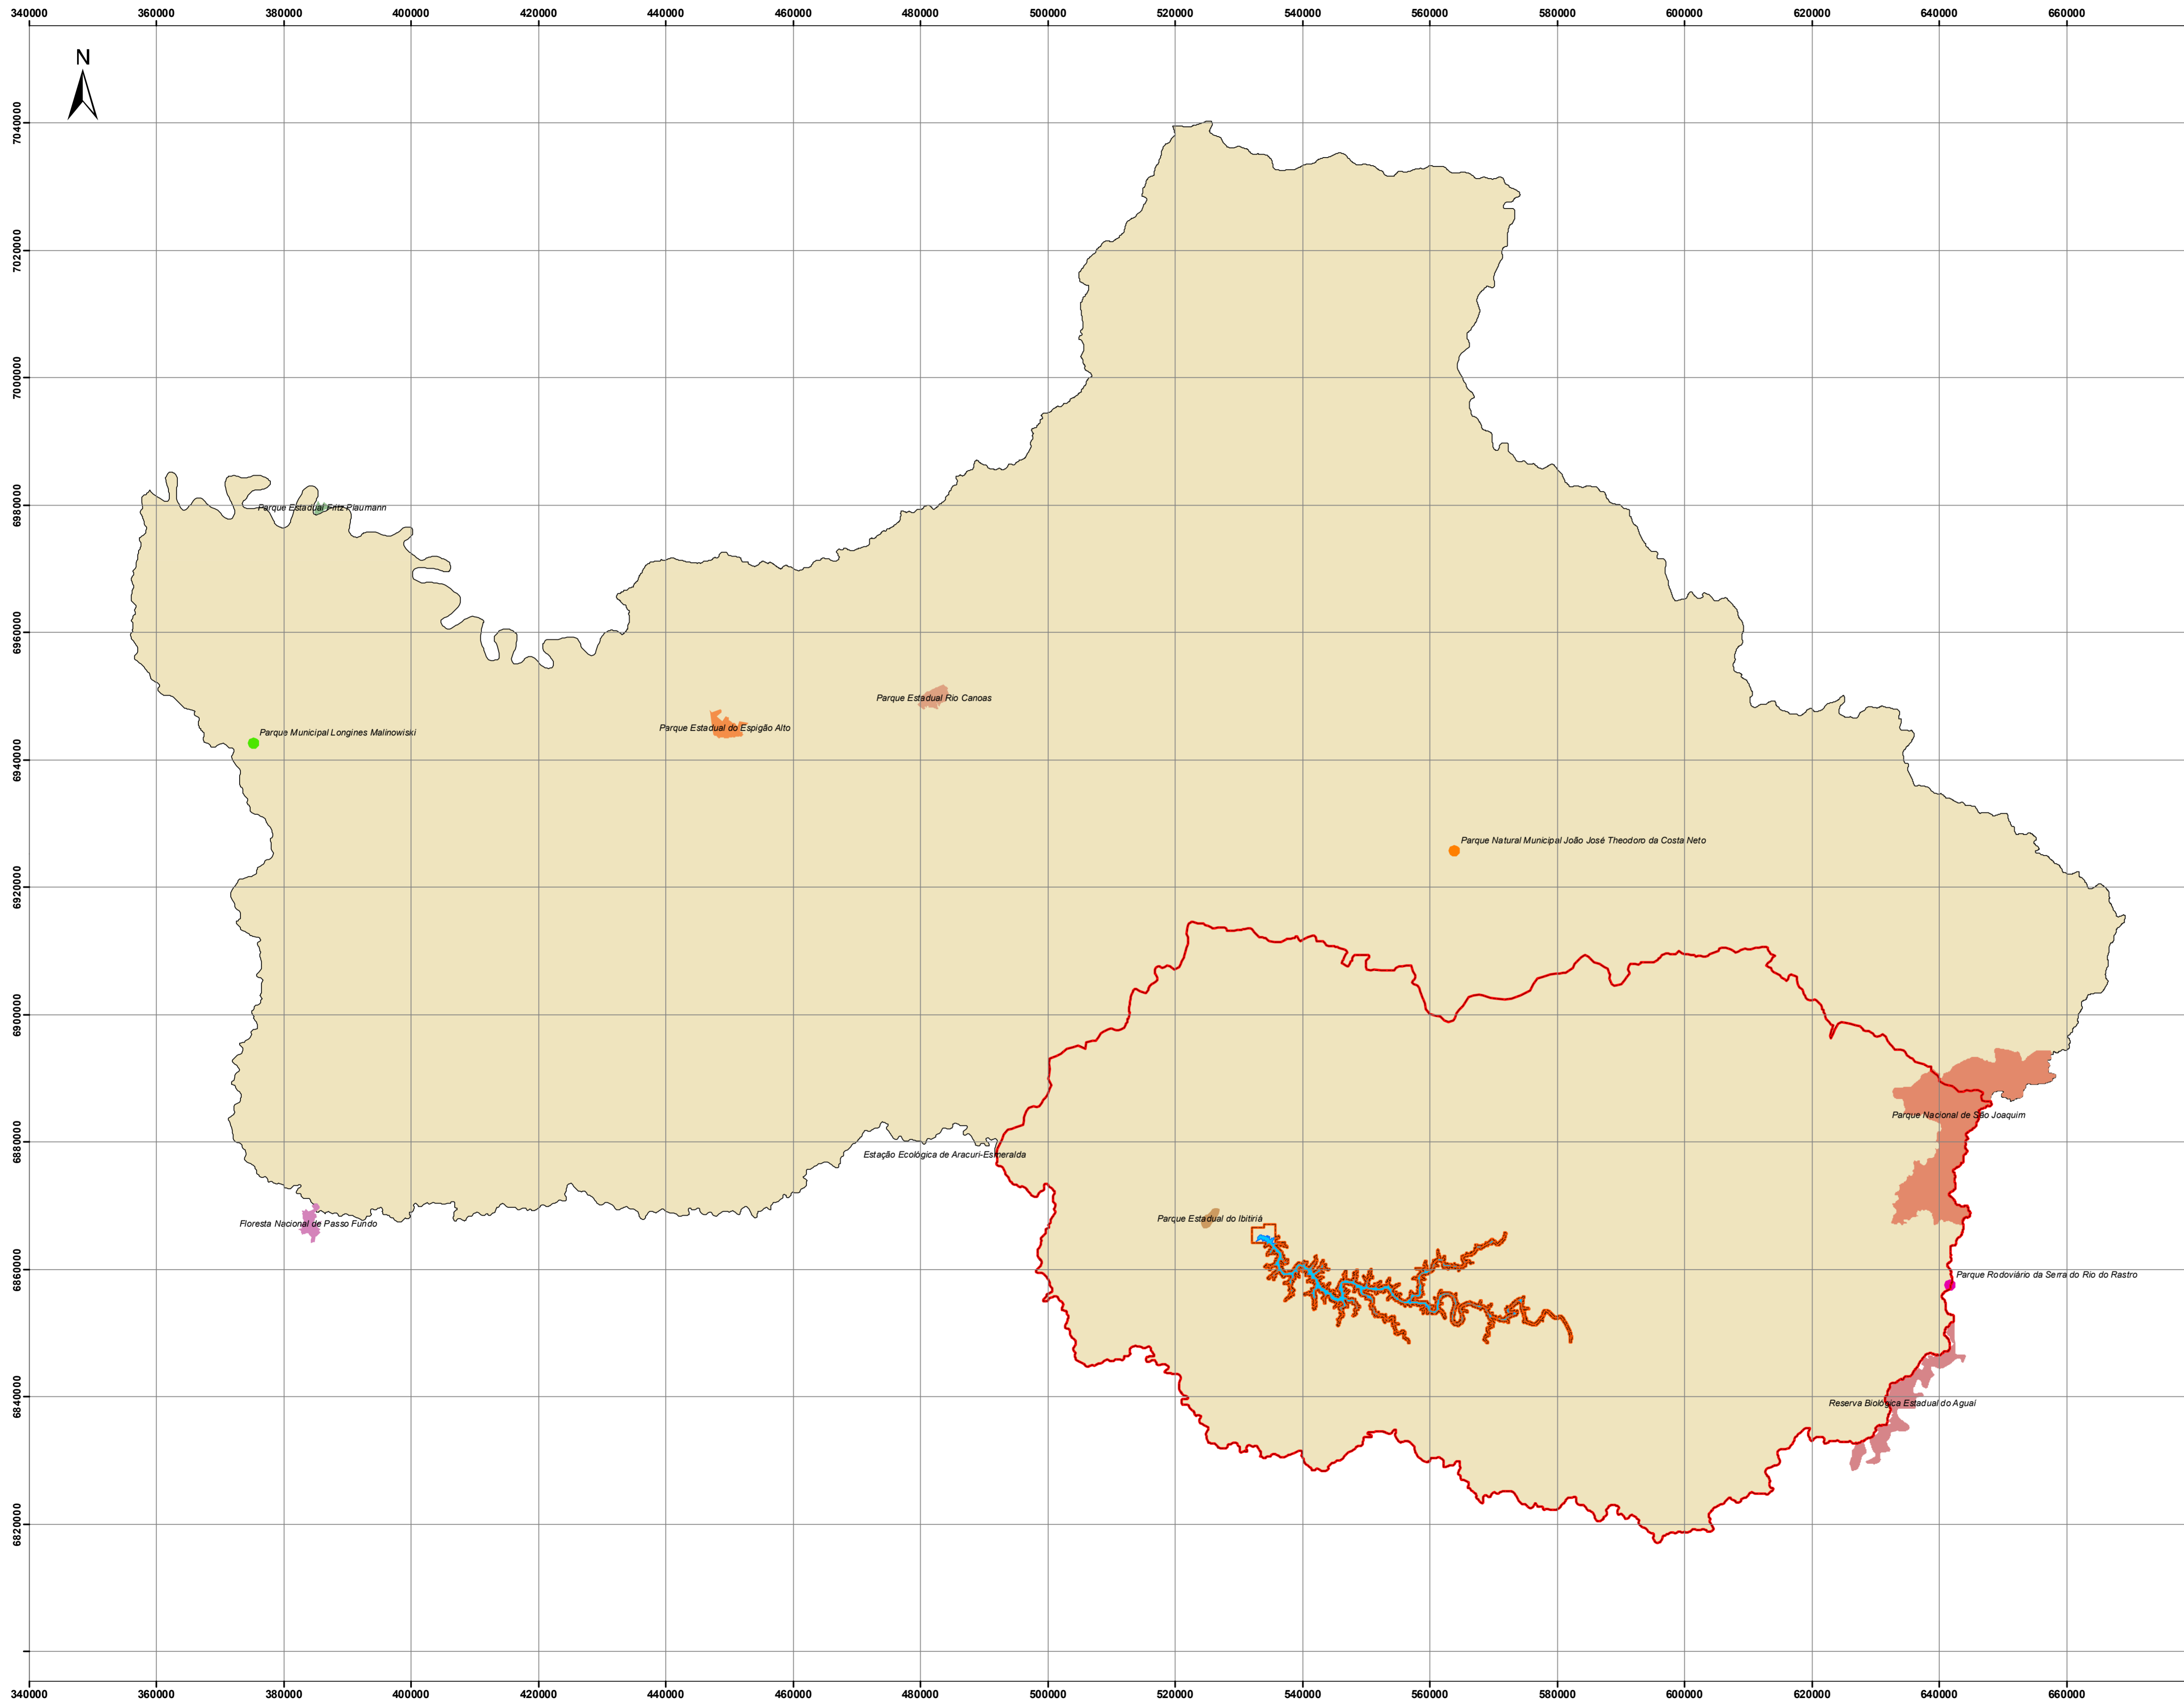 340000 360000 380000 400000 420000 440000 460000 480000 500000 520000 540000 560000 580000 600000 620000 640000 660000
N
7040000
7020000
7000000
6980000
Parque Estadual Fritz Plaumann
6960000
Parque Estadual Rio Canoas
Parque Estadual do Espigão Alto
Parque Municipal Longines Malinowiski
6940000
Parque Natural Municipal João José Theodoro da Costa Neto
6920000
6900000
Parque Nacional de São Joaquim
6880000
Estação Ecológica de Aracuri-Esmeralda
Parque Estadual do Ibitiriá
Floresta Nacional de Passo Fundo
6860000
Parque Rodoviário da Serra do Rio do Rastro
6840000
Reserva Biológica Estadual do Aguaí
6820000
340000 360000 380000 400000 420000 440000 460000 480000 500000 520000 540000 560000 580000 600000 620000 640000 660000